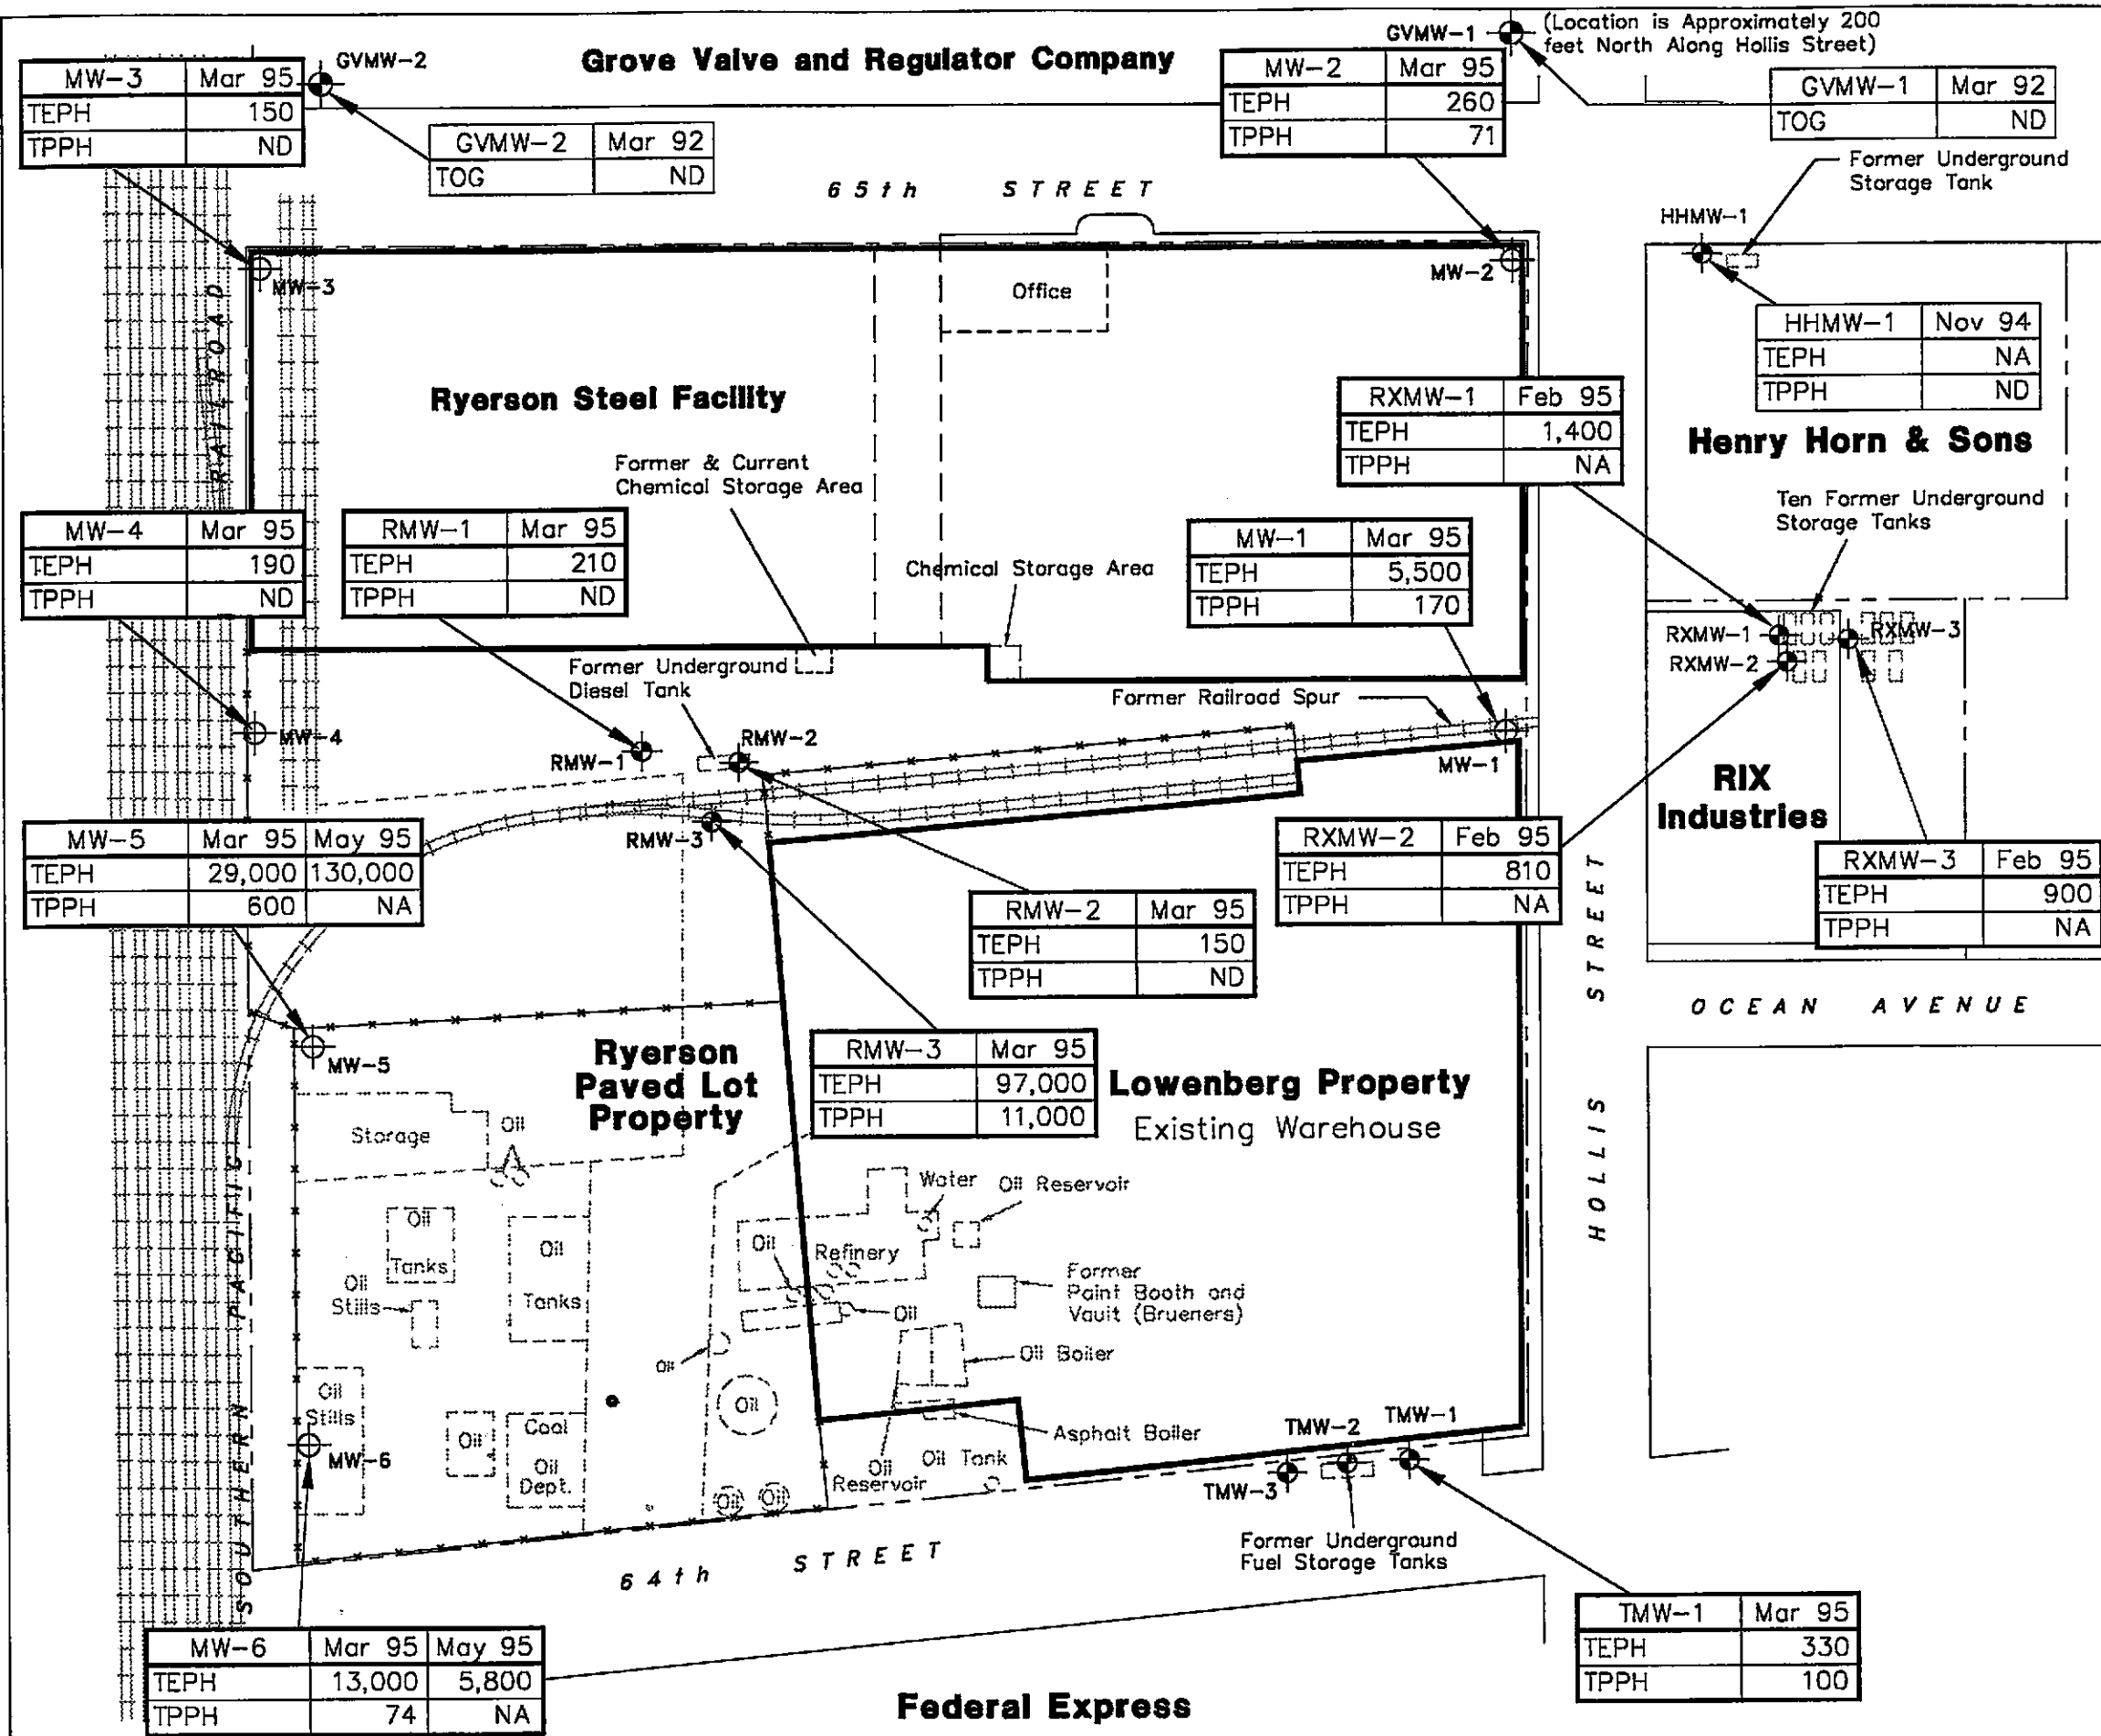 Grove Valve and Regulator Company
GVMW-1
(Location is Approximately 200
feet North Along Hollis Street)
GVMW-2
MW-3 Mar 95
TEPH 150
TPPH ND
GVMW-2 Mar 92
TOG ND
MW-2 Mar 95
TEPH 260
TPPH 71
GVMW-1 Mar 92
TOG ND
Former Underground
Storage Tank
65th STREET
HHMW-1
MW-3
MW-2
Office
HHMW-1 Nov 94
TEPH NA
TPPH ND
RAILROAD
Ryerson Steel Facility
RXMW-1 Feb 95
TEPH 1,400
TPPH NA
Henry Horn & Sons
Former & Current
Chemical Storage Area
Ten Former Underground
Storage Tanks
MW-4 Mar 95
TEPH 190
TPPH ND
RMW-1 Mar 95
TEPH 210
TPPH ND
Chemical Storage Area
MW-1 Mar 95
TEPH 5,500
TPPH 170
RXMW-1
RXMW-3
RXMW-2
Former Underground
Diesel Tank
Former Railroad Spur
MW-4
RMW-1
RMW-2
MW-1
RIX
Industries
RMW-3
MW-5 Mar 95 May 95
TEPH 29,000 130,000
TPPH 600 NA
RXMW-2 Feb 95
TEPH 810
TPPH NA
RXMW-3 Feb 95
TEPH 900
TPPH NA
RMW-2 Mar 95
TEPH 150
TPPH ND
HOLLIS STREET
OCEAN AVENUE
MW-5
Ryerson
Paved Lot
Property
RMW-3 Mar 95
TEPH 97,000
TPPH 11,000
Lowenberg Property
Existing Warehouse
Storage
Oil
Water
Oil Reservoir
Oil
Tanks
Oil
Tanks
Oil
Refinery
Oil
Stills
Oil
Former
Paint Booth and
Vault (Brueners)
Oil
Oil Boiler
SOUTHERN PACIFIC
Oil
Stills
MW-6
Oil
Coal
Oil
Dept.
Oil
Oil
Oil
Asphalt Boiler
Oil
Reservoir
Oil Tank
TMW-2
TMW-1
TMW-3
Former Underground
Fuel Storage Tanks
64th STREET
MW-6 Mar 95 May 95
TEPH 13,000 5,800
TPPH 74 NA
TMW-1 Mar 95
TEPH 330
TPPH 100
Federal Express